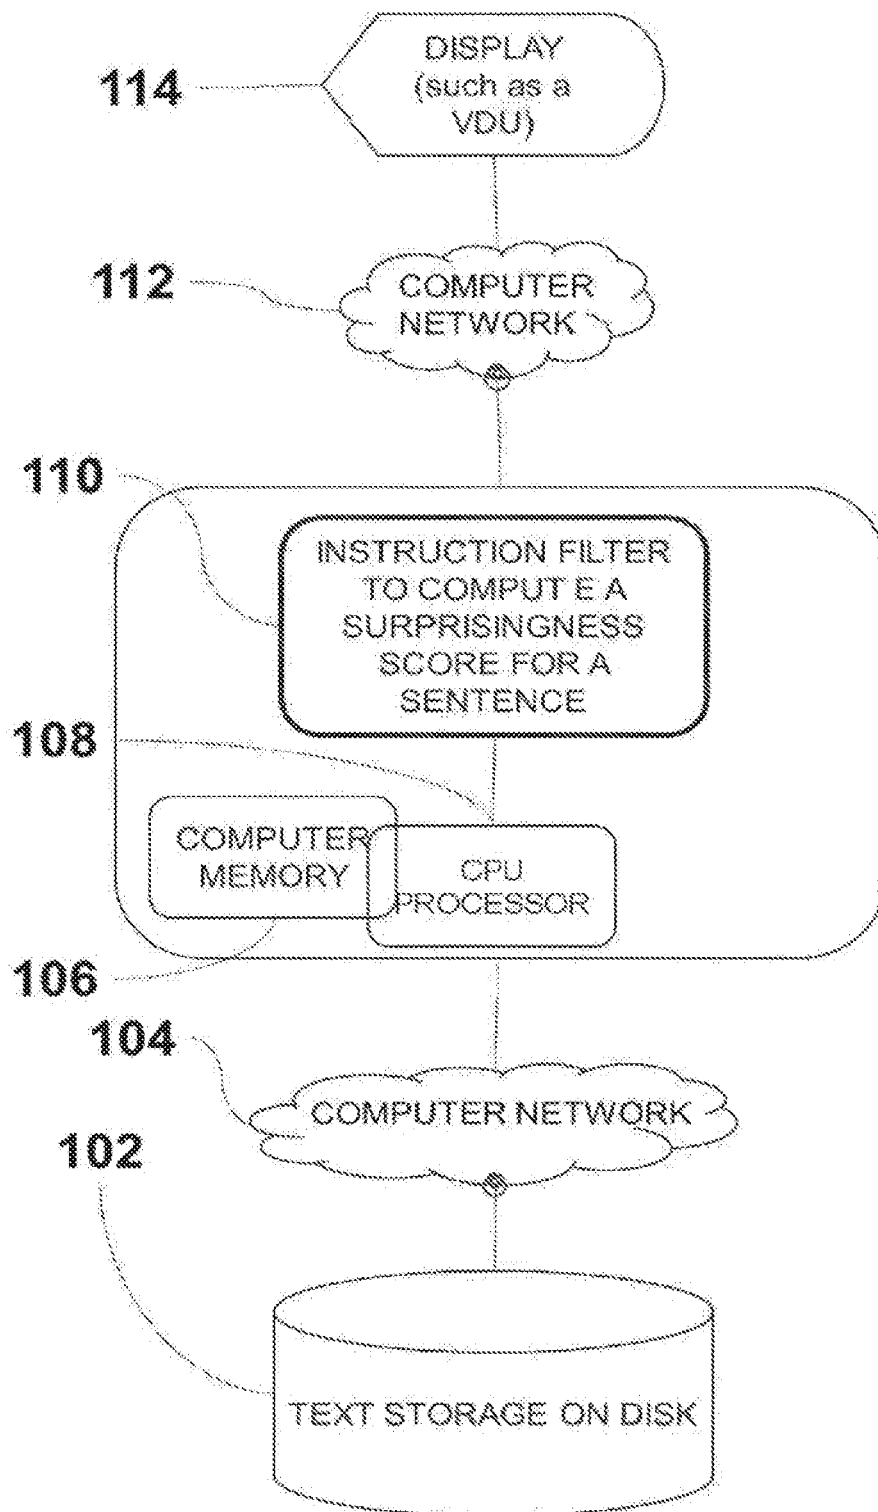 114
DISPLAY
(such as a
VDU)
112
COMPUTER
NETWORK
110
INSTRUCTION FILTER
TO COMPUT E A
SURPRISINGNESS
SCORE FOR A
SENTENCE
108
COMPUTER
MEMORY
CPU
PROCESSOR
106
104
COMPUTER NETWORK
102
TEXT STORAGE ON DISK